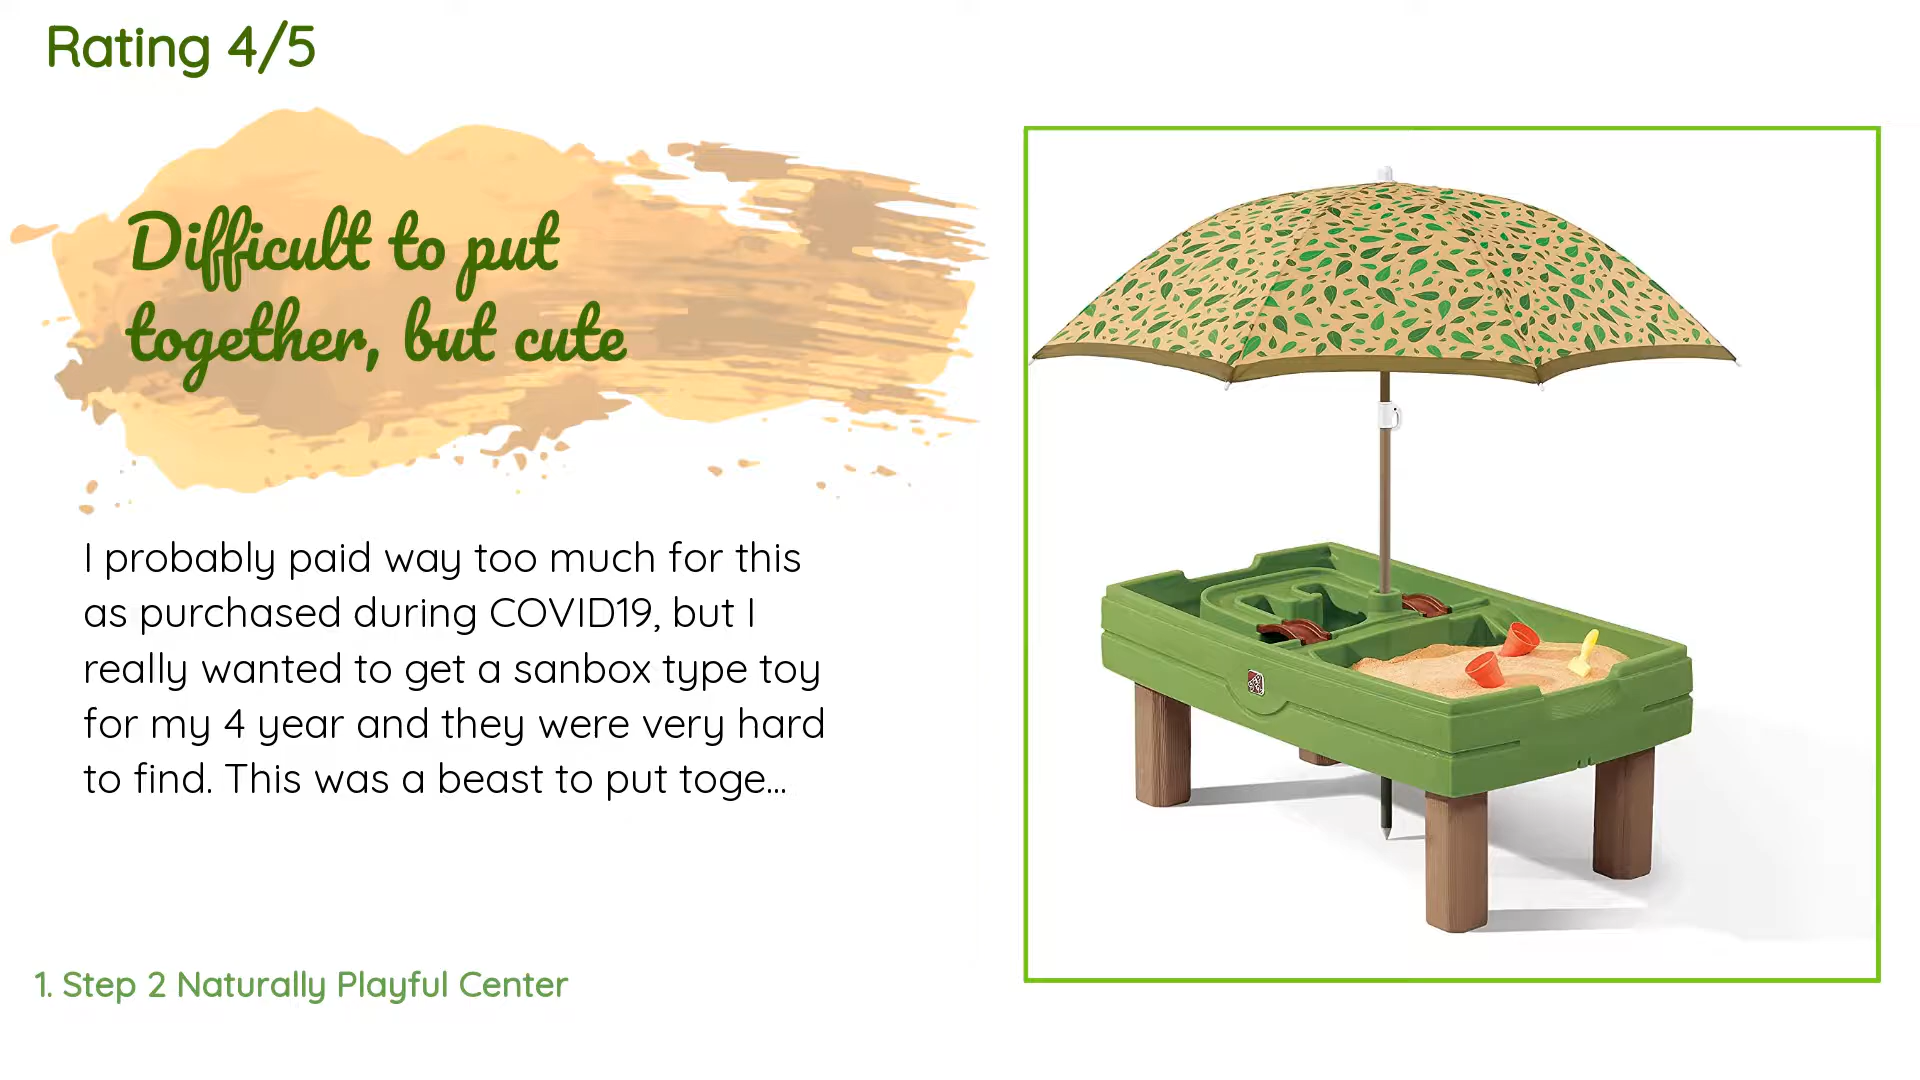 Rating 4/5
Difficult to put
together, but cute
I probably paid way too much for this
as purchased during COVID19, but I
really wanted to get a sanbox type toy
for my 4 year and they were very hard
to find. This was a beast to put toge...
1. Step 2 Naturally Playful Center